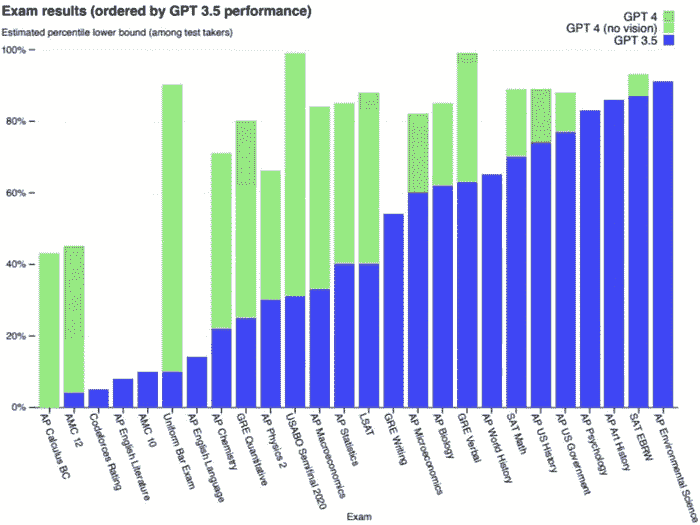 Exam results (ordered by GPT 3.5 performance)
Estimated percentile lower bound (among test takers)
GPT 4
GPT 4 (no vision)
GPT 3.5
100%
80%
60%
40%
20%
0%
AP Calculus BC
AMC 12
Codeforces Rating
AP English Literature
AMC 10
Uniform Bar Exam
AP English Language
AP Chemistry
GRE Quantitative
AP Physics 2
USABO Semifinal 2020
AP Macroeconomics
AP Statistics
LSAT
GRE Writing
AP Microeconomics
AP Biology
GRE Verbal
AP World History
SAT Math
AP US History
AP US Government
AP Psychology
AP Art History
SAT EBRW
AP Environmental Science
Exam